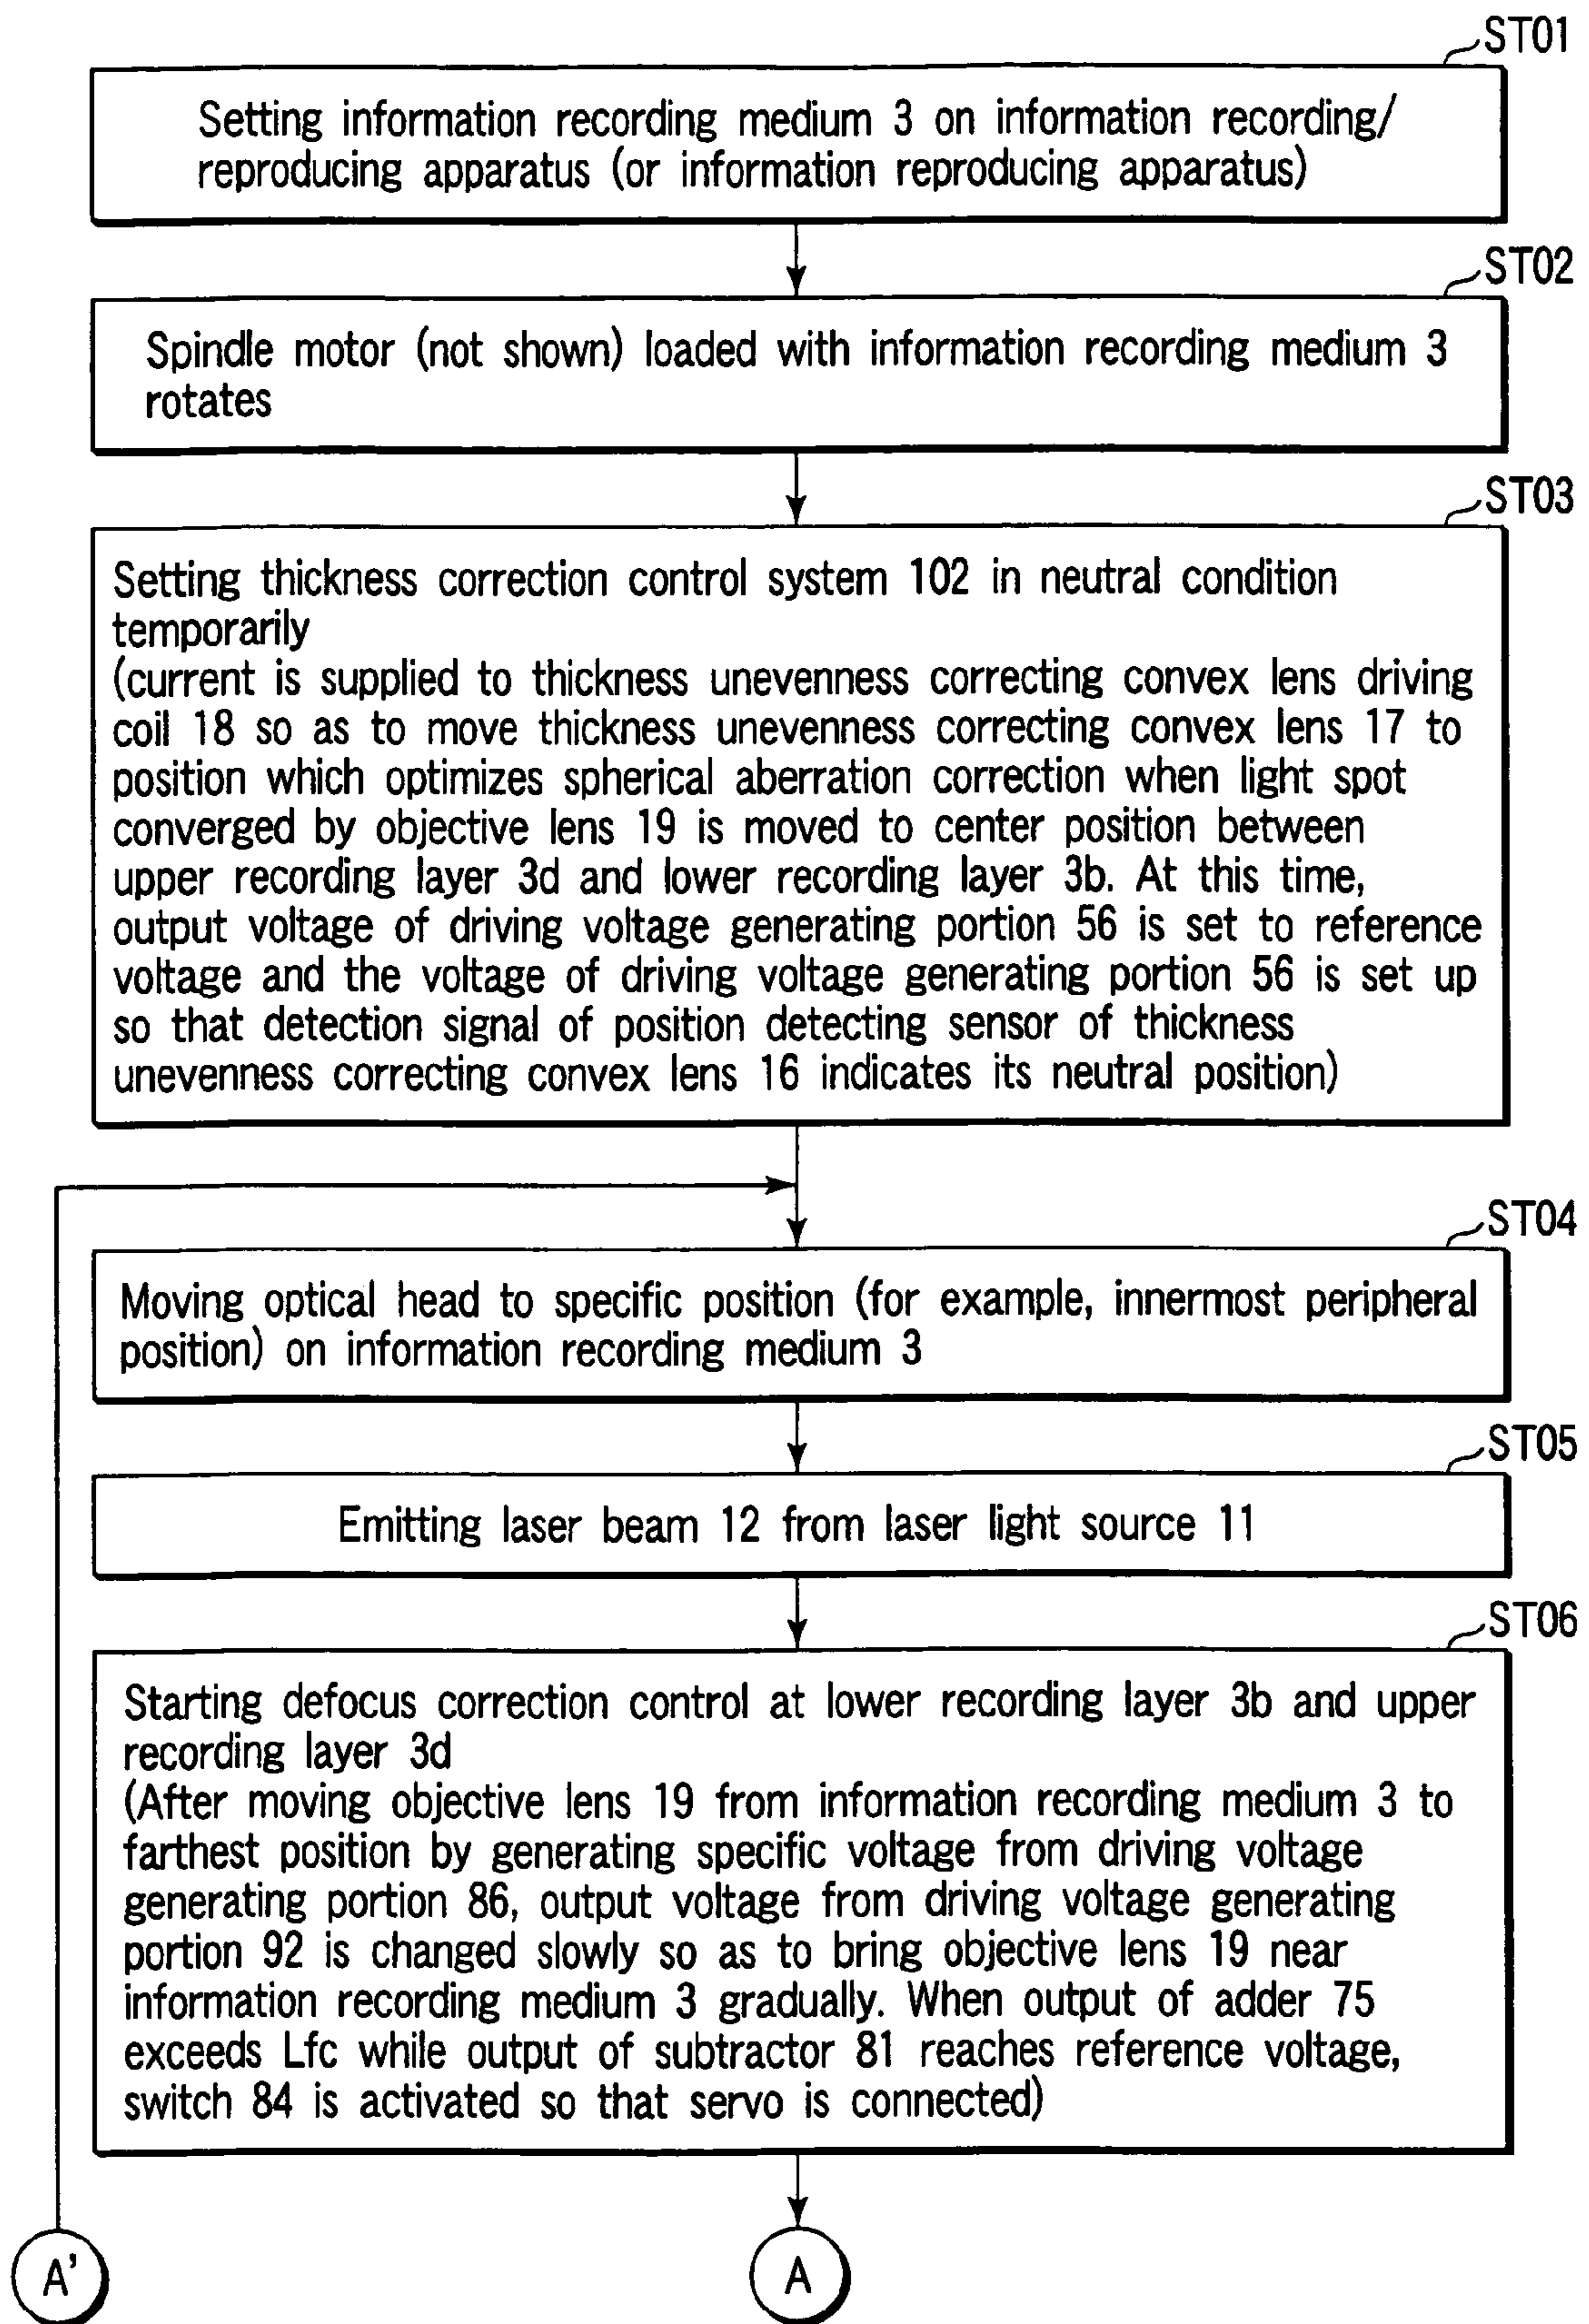 ST01
Setting information recording medium 3 on information recording/
reproducing apparatus (or information reproducing apparatus)
ST02
Spindle motor (not shown) loaded with information recording medium 3
rotates
ST03
Setting thickness correction control system 102 in neutral condition
temporarily
(current is supplied to thickness unevenness correcting convex lens driving
coil 18 so as to move thickness unevenness correcting convex lens 17 to
position which optimizes spherical aberration correction when light spot
converged by objective lens 19 is moved to center position between
upper recording layer 3d and lower recording layer 3b. At this time,
output voltage of driving voltage generating portion 56 is set to reference
voltage and the voltage of driving voltage generating portion 56 is set up
so that detection signal of position detecting sensor of thickness
unevenness correcting convex lens 16 indicates its neutral position)
ST04
Moving optical head to specific position (for example, innermost peripheral
position) on information recording medium 3
ST05
Emitting laser beam 12 from laser light source 11
ST06
Starting defocus correction control at lower recording layer 3b and upper
recording layer 3d
(After moving objective lens 19 from information recording medium 3 to
farthest position by generating specific voltage from driving voltage
generating portion 86, output voltage from driving voltage generating
portion 92 is changed slowly so as to bring objective lens 19 near
information recording medium 3 gradually. When output of adder 75
exceeds Lfc while output of subtractor 81 reaches reference voltage,
switch 84 is activated so that servo is connected)
A'
A